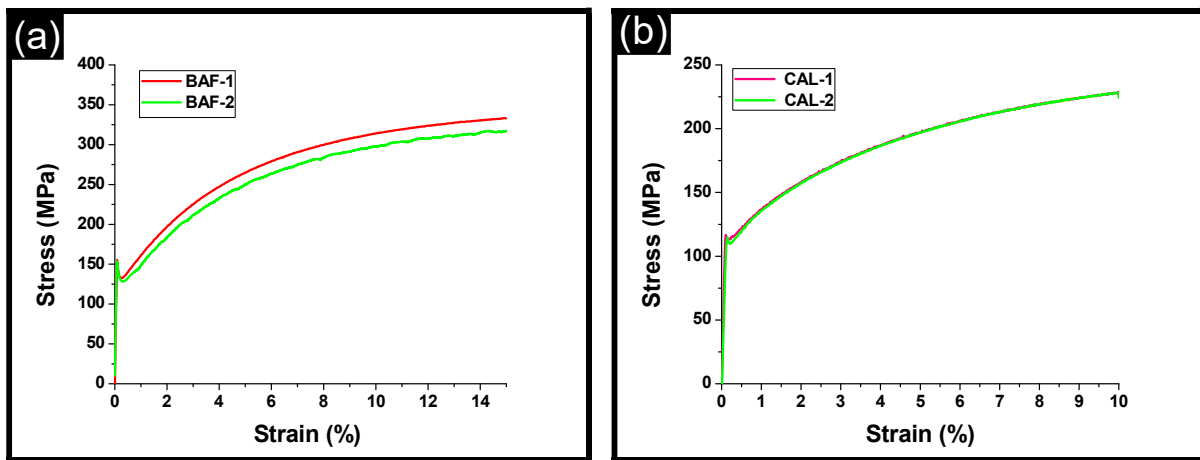 (a)
BAF-1
BAF-2
Stress (MPa)
400
350
300
250
200
150
100
50
0
0 2 4 6 8 10 12 14
Strain (%)
(b)
CAL-1
CAL-2
Stress (MPa)
250
200
150
100
50
0
0 1 2 3 4 5 6 7 8 9 10
Strain (%)